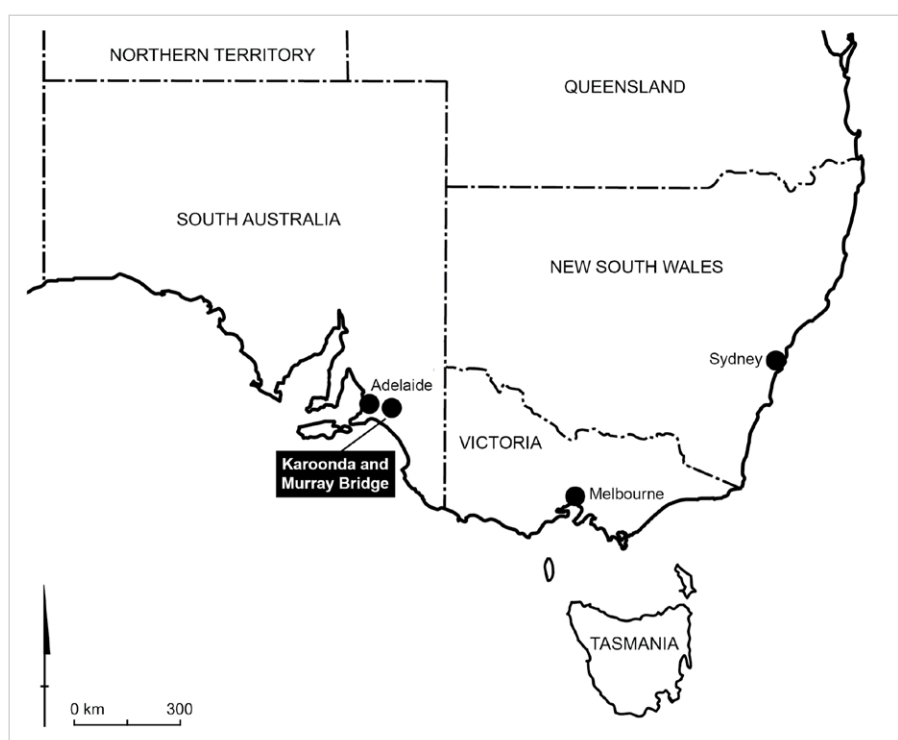 NORTHERN TERRITORY
QUEENSLAND
SOUTH AUSTRALIA
NEW SOUTH WALES
Sydney
Adelaide
VICTORIA
Karoonda and
Murray Bridge
Melbourne
TASMANIA
0 km 300